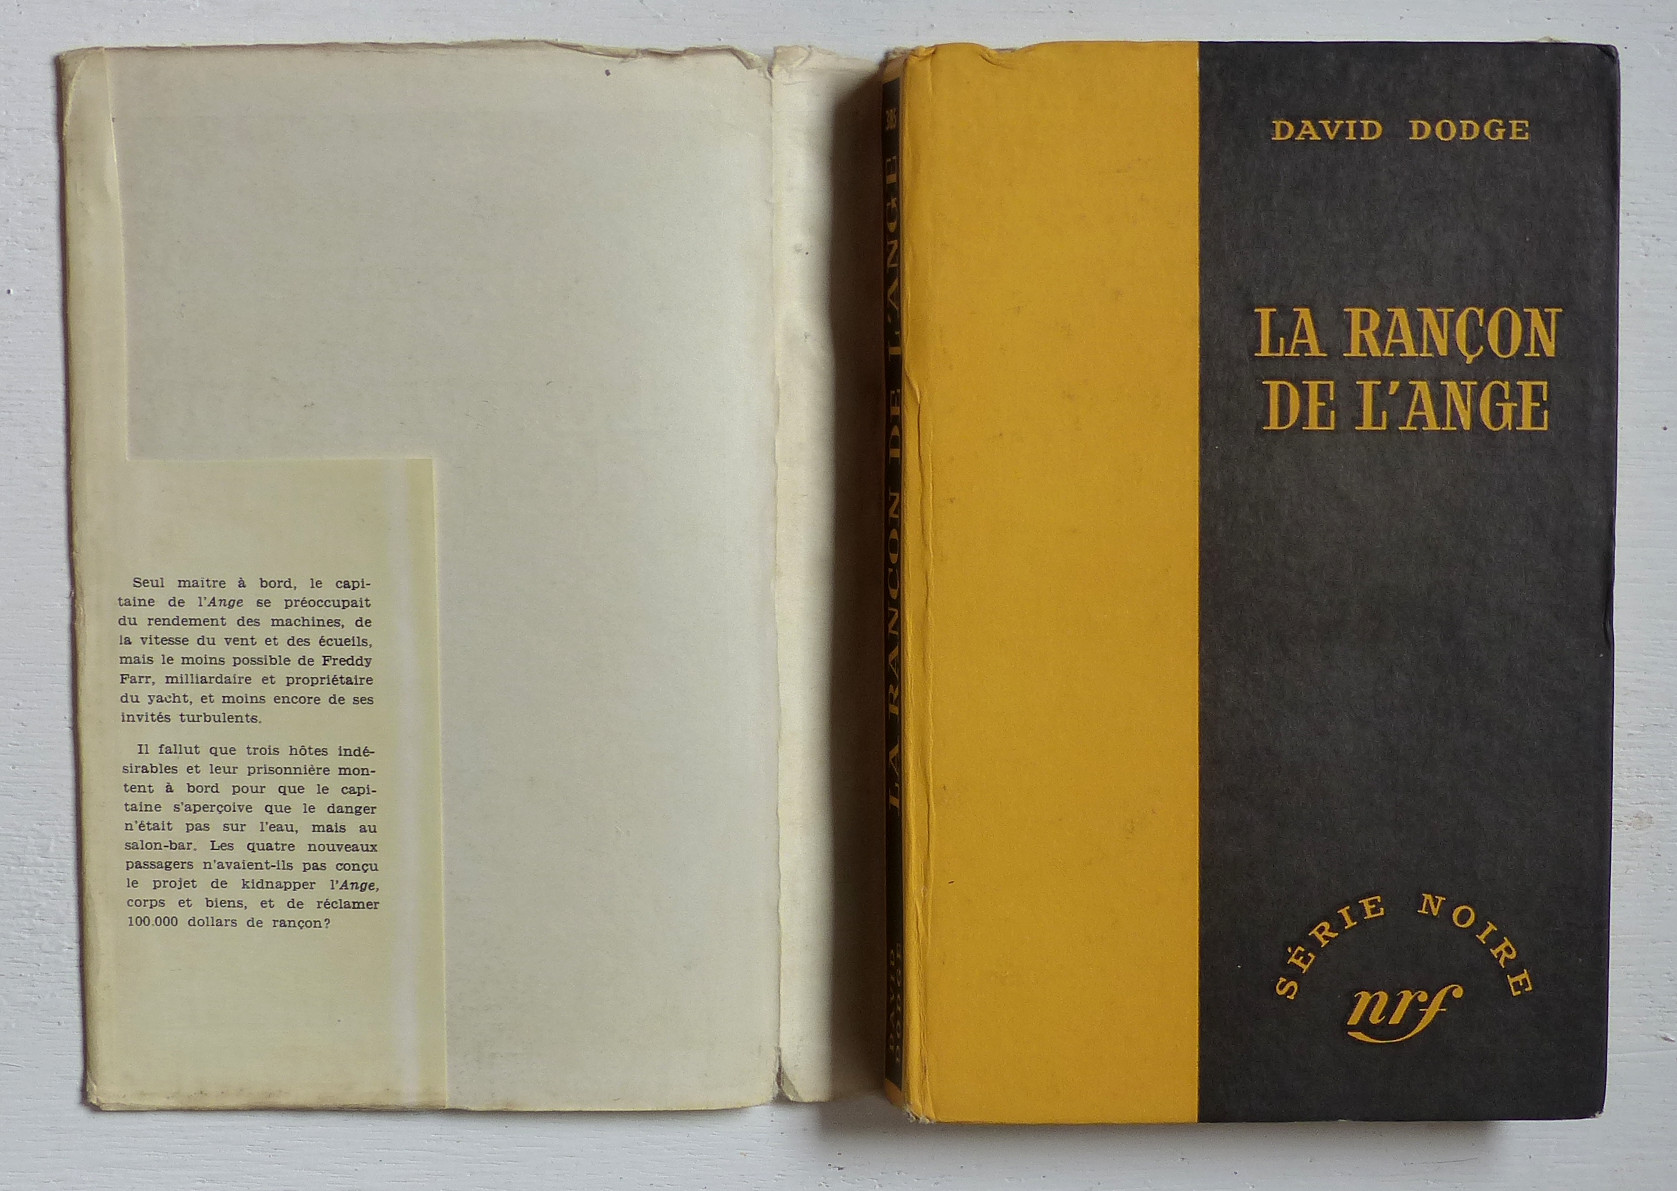 Seul maître à bord, le capi-
taine de l'Ange se préoccupait
du rendement des machines, de
la vitesse du vent et des écueils,
mais le moins possible de Freddy
Farr, milliardaire et propriétaire
du yacht, et moins encore de ses
invités turbulents.
Il fallut que trois hôtes indé-
sirables et leur prisonnière mon-
tent à bord pour que le capi-
taine s'aperçoive que le danger
n'était pas sur l'eau, mais au
salon-bar. Les quatre nouveaux
passagers n'avaient-ils pas conçu
le projet de kidnapper l'Ange,
corps et biens, et de réclamer
100.000 dollars de rançon?
LA RANÇON DE L'ANGE
DAVID
DODGE
DAVID DODGE
LA RANÇON
DE L'ANGE
SÉRIE NOIRE
nrf